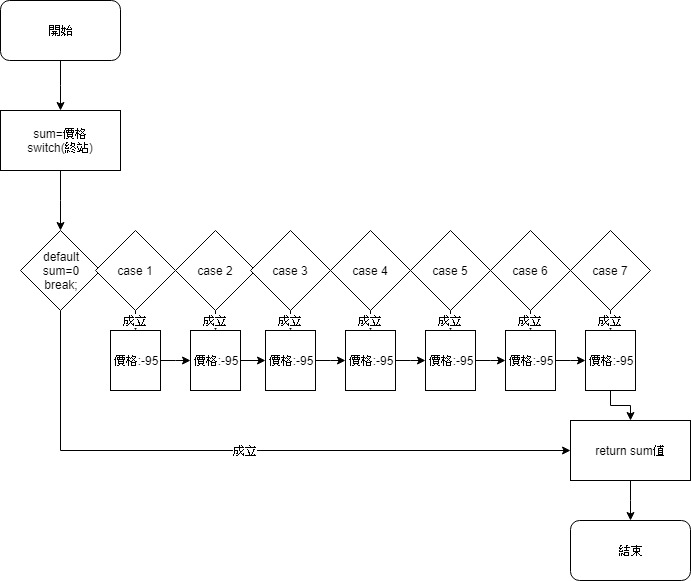 開始
sum=價格
switch(終站)
default
sum=0
break;
case 1
case 2
case 3
case 4
case 5
case 6
case 7
成立
成立
成立
成立
成立
成立
成立
價格:-95
價格:-95
價格:-95
價格:-95
價格:-95
價格:-95
價格:-95
成立
return sum值
結束